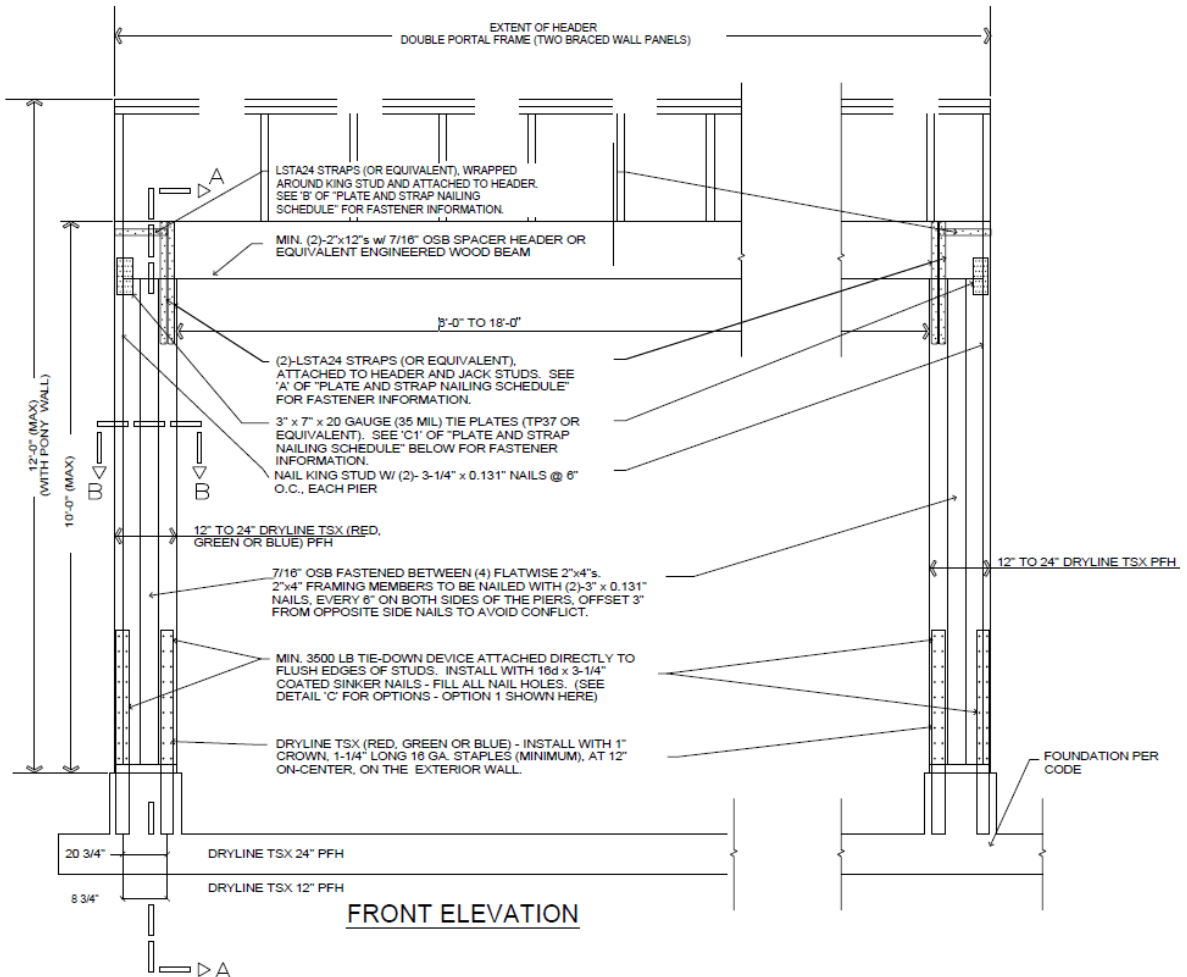 EXTENT OF HEADER
DOUBLE PORTAL FRAME (TWO BRACED WALL PANELS)
A
LSTA24 STRAPS (OR EQUIVALENT), WRAPPED
AROUND KING STUD AND ATTACHED TO HEADER.
SEE 'B' OF "PLATE AND STRAP NAILING
SCHEDULE" FOR FASTENER INFORMATION.
MIN. (2)-2"x12"s w/ 7/16" OSB SPACER HEADER OR
EQUIVALENT ENGINEERED WOOD BEAM
'-0" TO 18'-0"
(2)-LSTA24 STRAPS (OR EQUIVALENT),
ATTACHED TO HEADER AND JACK STUDS. SEE
'A' OF "PLATE AND STRAP NAILING SCHEDULE"
FOR FASTENER INFORMATION.
3" x 7" x 20 GAUGE (35 MIL) TIE PLATES (TP37 OR
EQUIVALENT). SEE 'C1' OF "PLATE AND STRAP
NAILING SCHEDULE" BELOW FOR FASTENER
INFORMATION.
NAIL KING STUD W/ (2)- 3-1/4" x 0.131" NAILS @ 6"
O.C., EACH PIER
12'-0" (MAX)
(WITH PONY WALL)
10'-0" (MAX)
B
B
12" TO 24" DRYLINE TSX (RED,
GREEN OR BLUE) PFH
12" TO 24" DRYLINE TSX PFH
7/16" OSB FASTENED BETWEEN (4) FLATWISE 2"x4"s.
2"x4" FRAMING MEMBERS TO BE NAILED WITH (2)-3" x 0.131"
NAILS, EVERY 6" ON BOTH SIDES OF THE PIERS, OFFSET 3"
FROM OPPOSITE SIDE NAILS TO AVOID CONFLICT.
MIN. 3500 LB TIE-DOWN DEVICE ATTACHED DIRECTLY TO
FLUSH EDGES OF STUDS. INSTALL WITH 16d x 3-1/4"
COATED SINKER NAILS - FILL ALL NAIL HOLES. (SEE
DETAIL 'C' FOR OPTIONS - OPTION 1 SHOWN HERE)
DRYLINE TSX (RED, GREEN OR BLUE) - INSTALL WITH 1"
CROWN, 1-1/4" LONG 16 GA. STAPLES (MINIMUM), AT 12"
ON-CENTER, ON THE EXTERIOR WALL.
FOUNDATION PER
CODE
20 3/4"
DRYLINE TSX 24" PFH
8 3/4"
DRYLINE TSX 12" PFH
FRONT ELEVATION
A